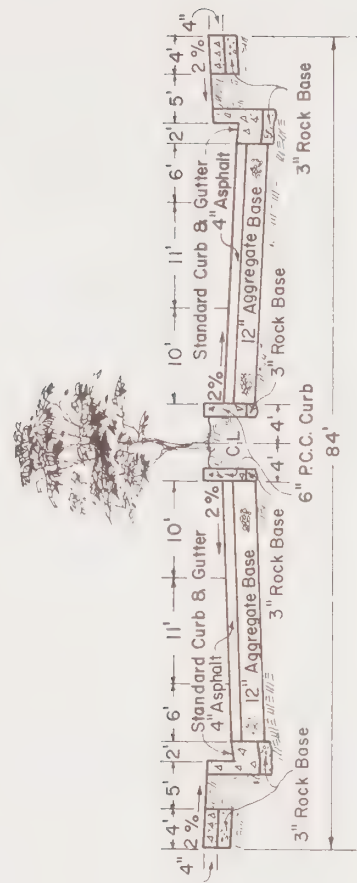 4' 5' 2' 6' 11' 10' 10' 11' 6' 2' 5' 4'
4" 2% Standard Curb & Gutter 2% 2% Standard Curb & Gutter 2% 4"
4" Asphalt 4" Asphalt
12" Aggregate Base C.L. 12" Aggregate Base
3" Rock Base 3" Rock Base 4' 4' 3" Rock Base 3" Rock Base
6" P.C.C. Curb
84'